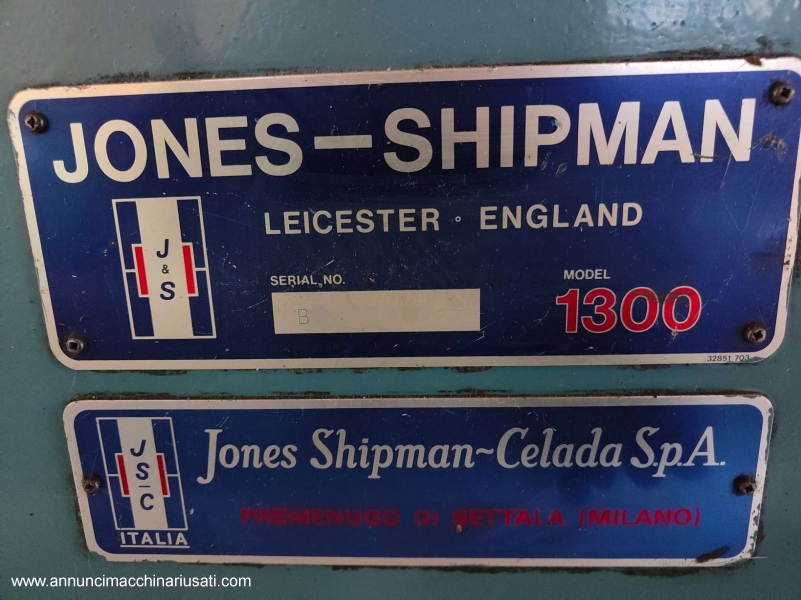 JONES-SHIPMAN
LEICESTER ◦ ENGLAND
J
&
S
SERIAL NO.
B
MODEL
1300
32851 703
J
S
C
ITALIA
Jones Shipman~Celada S.p.A.
PREMENUGO DI SETTALA (MILANO)
www.annuncimacchinariusati.com